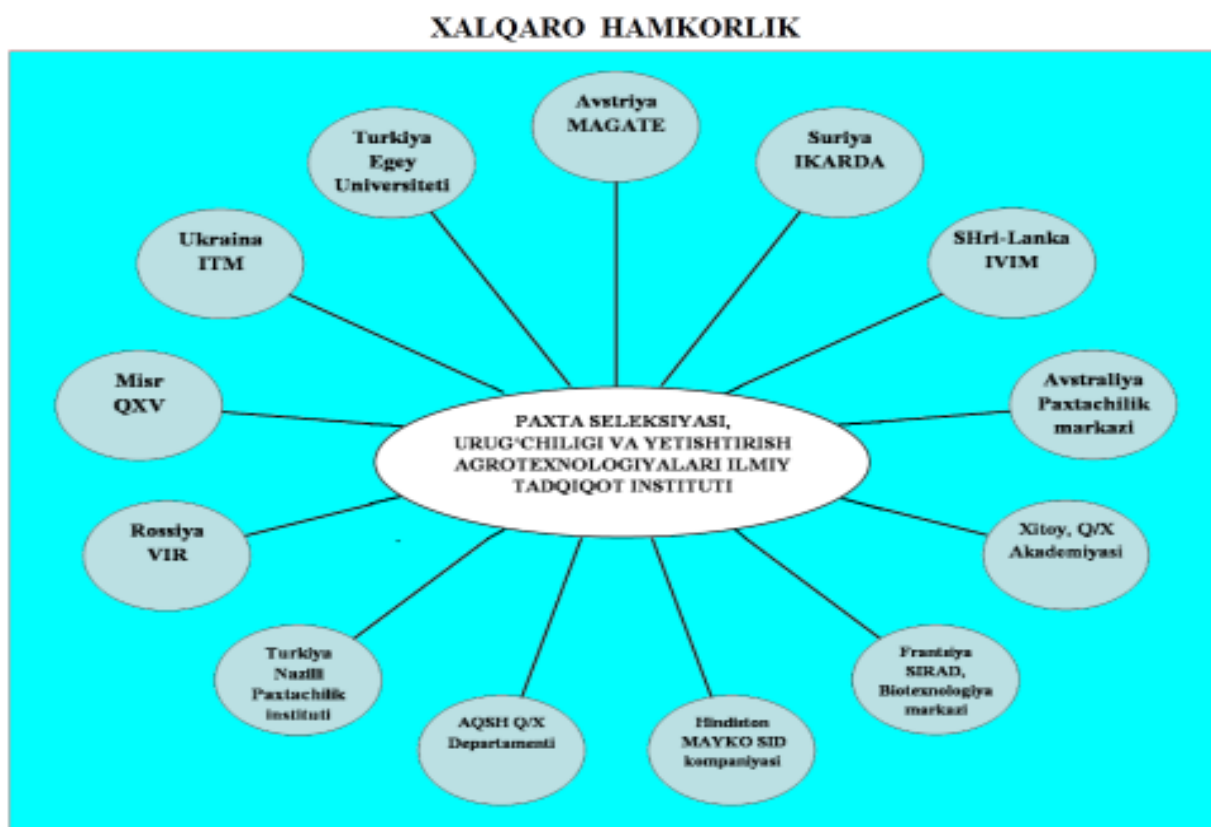 XALQARO HAMKORLIK
Avstriya
MAGATE
Suriya
IKARDA
SHri-Lanka
IVIM
Avstraliya
Paxtachilik
markazi
Xitoy, Q/X
Akademiyasi
Frantsiya
SIRAD,
Biotexnologiya
markazi
Hindiston
MAYKO SID
kompaniyasi
AQSH Q/X
Departamenti
Turkiya
Nazilli
Paxtachilik
instituti
Rossiya
VIR
Misr
QXV
Ukraina
ITM
Turkiya
Egey
Universiteti
PAXTA SELEKSIYASI,
URUG‘CHILIGI VA YETISHTIRISH
AGROTEXNOLOGIYALARI ILMIY
TADQIQOT INSTITUTI